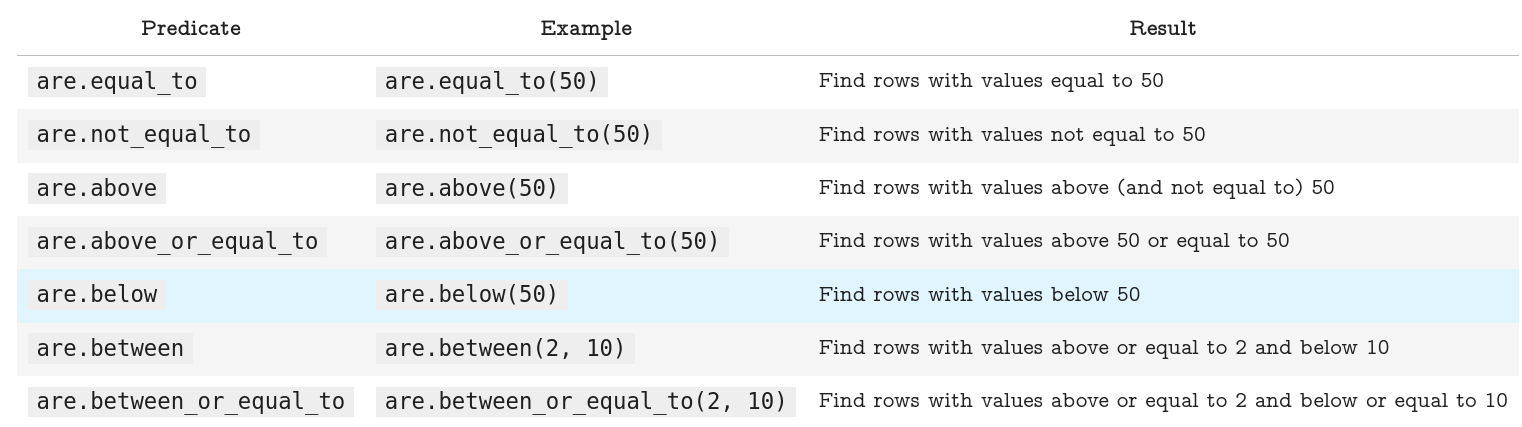 Predicate Example Result
are.equal_to are.equal_to(50) Find rows with values equal to 50
are.not_equal_to are.not_equal_to(50) Find rows with values not equal to 50
are.above are.above(50) Find rows with values above (and not equal to) 50
are.above_or_equal_to are.above_or_equal_to(50) Find rows with values above 50 or equal to 50
are.below are.below(50) Find rows with values below 50
are.between are.between(2, 10) Find rows with values above or equal to 2 and below 10
are.between_or_equal_to are.between_or_equal_to(2, 10) Find rows with values above or equal to 2 and below or equal to 10